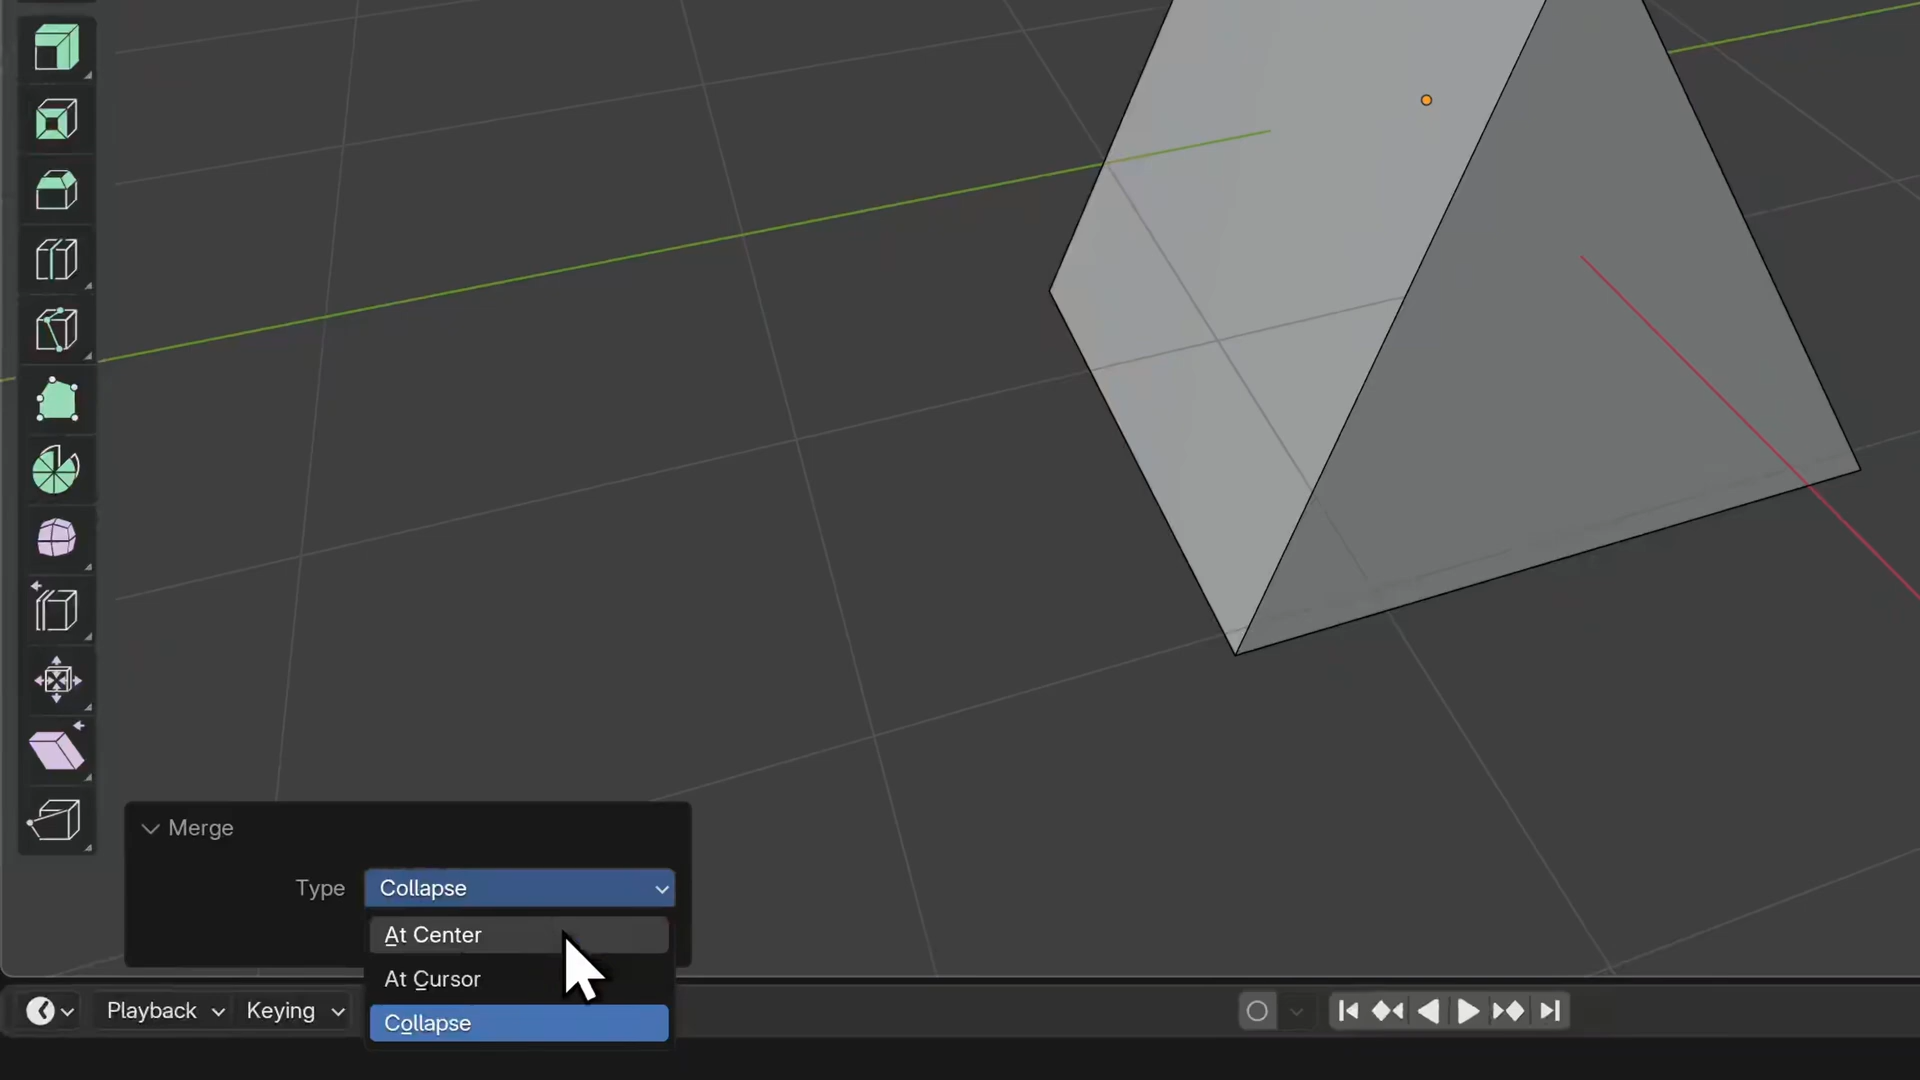 Merge
Type Collapse
At Center
At Cursor
Collapse
Playback Keying